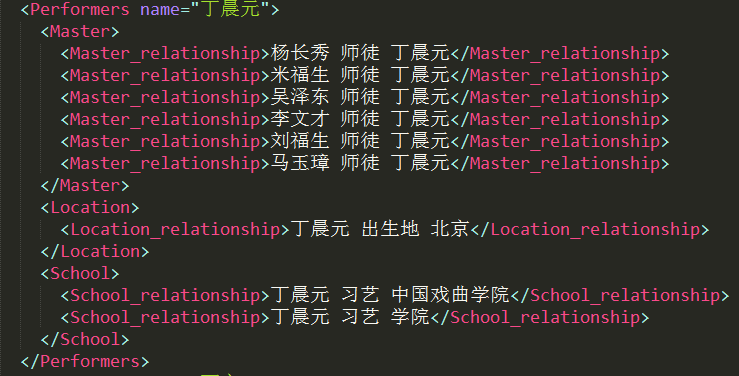 <Performers name="丁晨元">
<Master>
<Master_relationship>杨长秀 师徒 丁晨元</Master_relationship>
<Master_relationship>米福生 师徒 丁晨元</Master_relationship>
<Master_relationship>吴泽东 师徒 丁晨元</Master_relationship>
<Master_relationship>李文才 师徒 丁晨元</Master_relationship>
<Master_relationship>刘福生 师徒 丁晨元</Master_relationship>
<Master_relationship>马玉璋 师徒 丁晨元</Master_relationship>
</Master>
<Location>
<Location_relationship>丁晨元 出生地 北京</Location_relationship>
</Location>
<School>
<School_relationship>丁晨元 习艺 中国戏曲学院</School_relationship>
<School_relationship>丁晨元 习艺 学院</School_relationship>
</School>
</Performers>